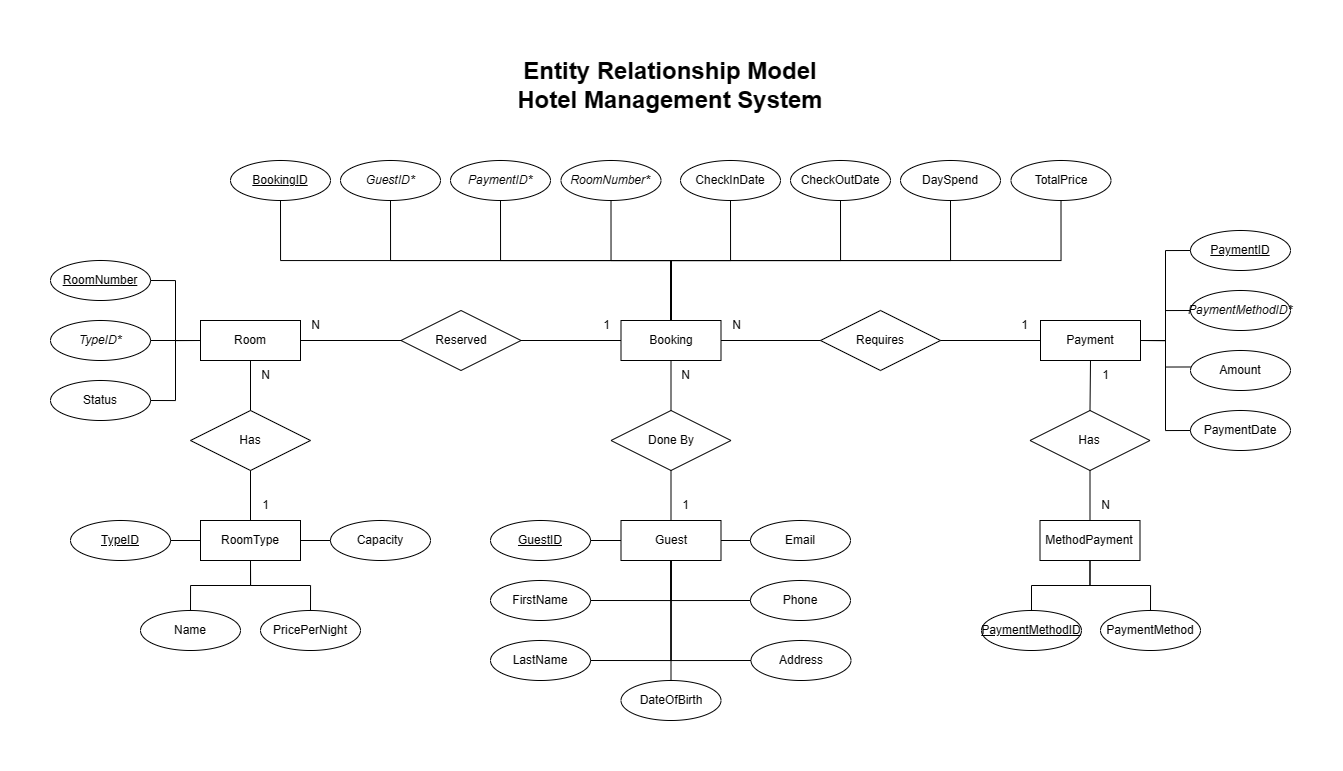 Entity Relationship Model
Hotel Management System
BookingID
GuestID*
PaymentID*
RoomNumber*
CheckInDate
CheckOutDate
DaySpend
TotalPrice
RoomNumber
TypeID*
Status
Room
N
Reserved
1
Booking
N
Requires
1
Payment
PaymentID
PaymentMethodID*
Amount
PaymentDate
N
Has
1
N
Done By
1
1
Has
N
TypeID
RoomType
Capacity
Name
PricePerNight
GuestID
Guest
Email
FirstName
Phone
LastName
Address
DateOfBirth
MethodPayment
PaymentMethodID
PaymentMethod